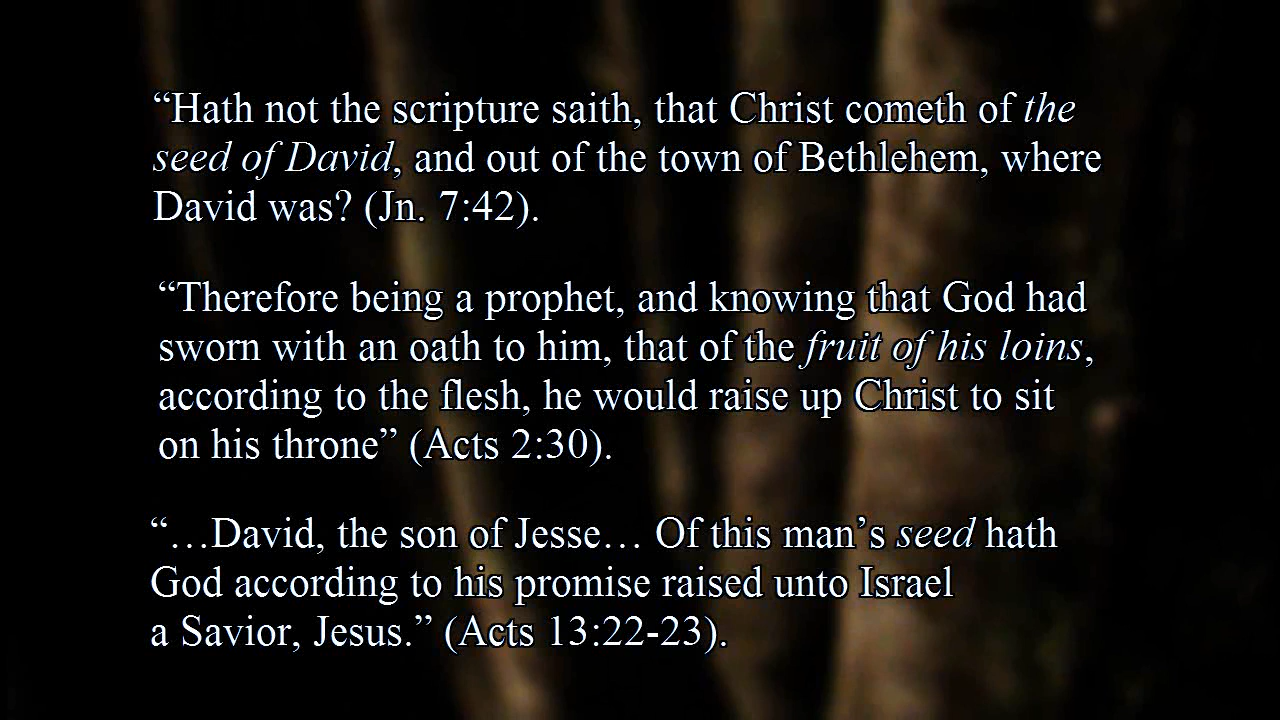 “Hath not the scripture saith, that Christ cometh of the
seed of David, and out of the town of Bethlehem, where
David was? (Jn. 7:42).
“Therefore being a prophet, and knowing that God had
sworn with an oath to him, that of the fruit of his loins,
according to the flesh, he would raise up Christ to sit
on his throne” (Acts 2:30).
“…David, the son of Jesse… Of this man’s seed hath
God according to his promise raised unto Israel
a Savior, Jesus.” (Acts 13:22-23).